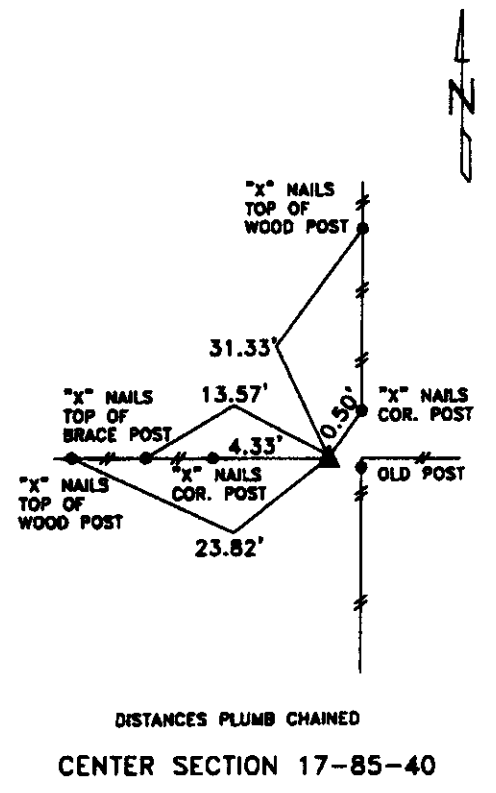 N
"X" NAILS
TOP OF
WOOD POST
31.33'
13.57'
0.50'
"X" NAILS
COR. POST
"X" NAILS
TOP OF
BRACE POST
4.33'
"X" NAILS
COR. POST
OLD POST
"X" NAILS
TOP OF
WOOD POST
23.82'
DISTANCES PLUMB CHAINED
CENTER SECTION 17-85-40